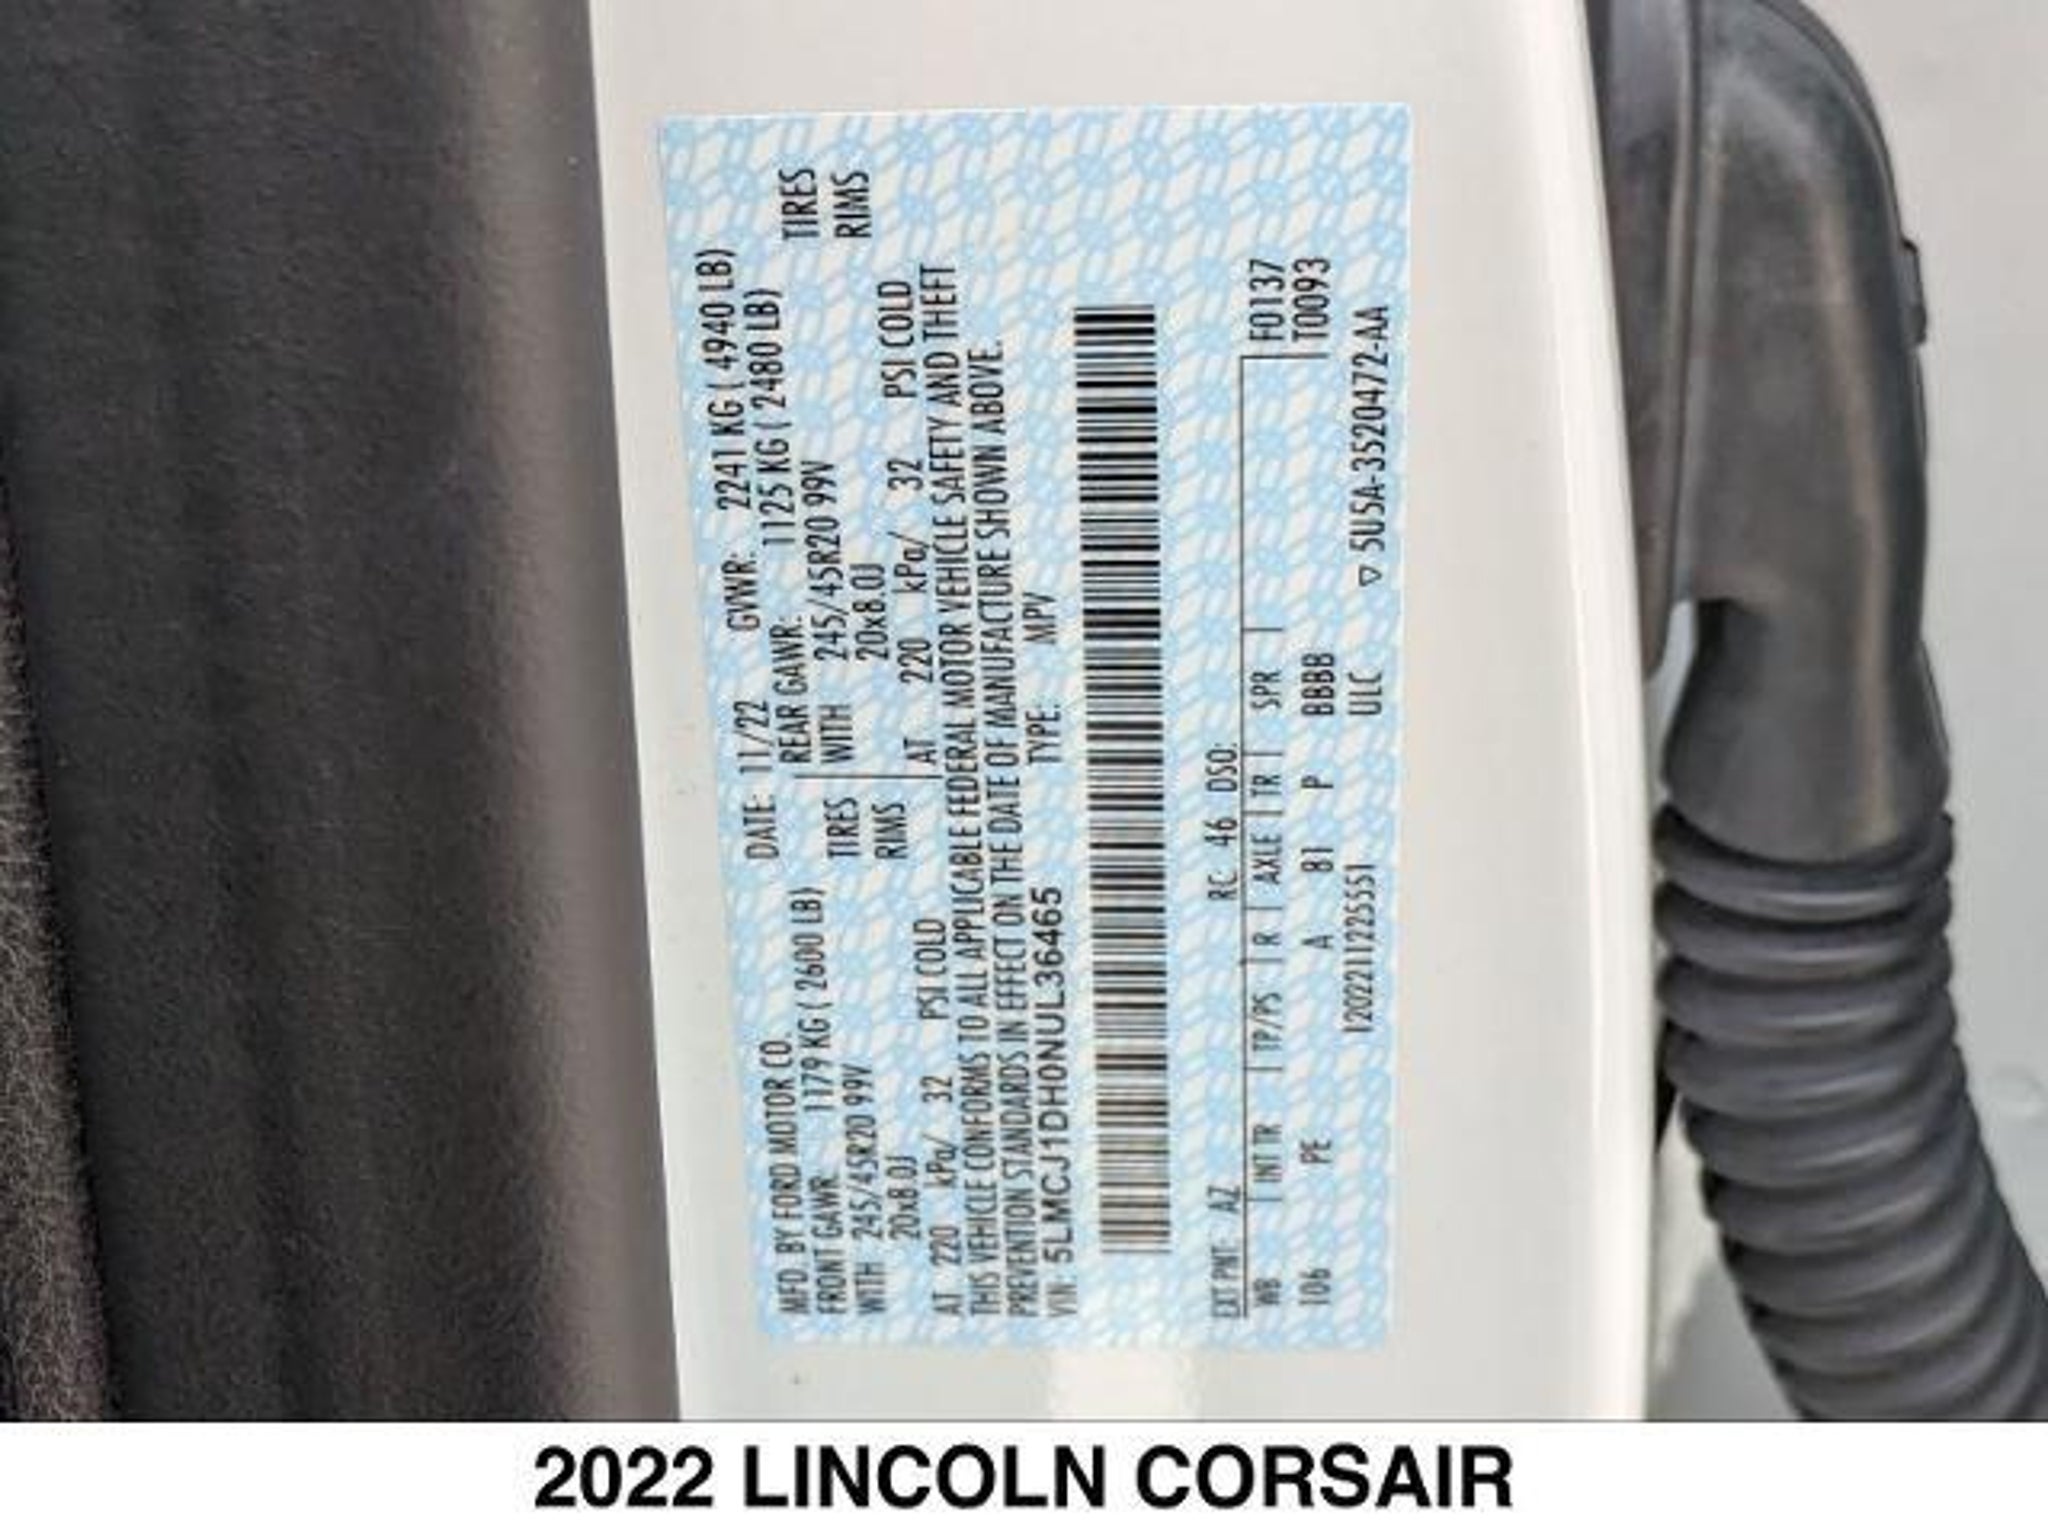 MFD. BY FORD MOTOR CO. DATE: 11/22 GVWR: 2241 KG ( 4940 LB)
FRONT GAWR: 1179 KG ( 2600 LB) REAR GAWR: 1125 KG ( 2480 LB)
WITH 245/45R20 99V TIRES WITH 245/45R20 99V TIRES
20x8.0J RIMS 20x8.0J RIMS
AT 220 kPa/ 32 PSI COLD AT 220 kPa/ 32 PSI COLD
THIS VEHICLE CONFORMS TO ALL APPLICABLE FEDERAL MOTOR VEHICLE SAFETY AND THEFT
PREVENTION STANDARDS IN EFFECT ON THE DATE OF MANUFACTURE SHOWN ABOVE.
VIN: 5LMCJ1DH0NUL36465 TYPE: MPV
EXT PNT: AZ RC: 46 DSO:
WB INT TR TP/PS R AXLE TR SPR F0137
106 PE A 81 P BBBB T0093
12022112255551 ULC
▽ 5U5A-3520472-AA
2022 LINCOLN CORSAIR